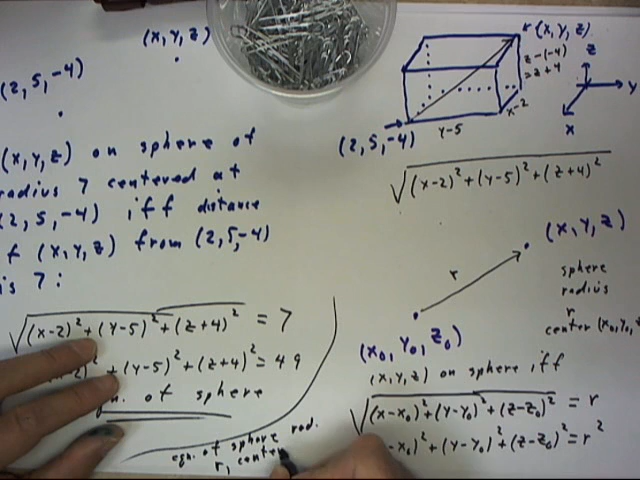 (x,y,z)
(2,5,-4)
(x,y,z) on sphere of
radius 7 centered at
(2,5,-4) iff distance
f (x,y,z) from (2,5,-4)
is 7:
√(x-2)²+(y-5)²+(z+4)² = 7
)²+(y-5)²+(z+4)²=49
n. of sphere
eqn. of sphere rad.
r, center
(x,y,z)
z-(-4)
=z+4
z
y
x
x-2
y-5
(2,5,-4)
√(x-2)²+(y-5)²+(z+4)²
(x,y,z)
r
sphere
radius
r
center (x₀,y₀,
(x₀,y₀,z₀)
(x,y,z) on sphere iff
√(x-x₀)²+(y-y₀)²+(z-z₀)² = r
-x₀)²+(y-y₀)²+(z-z₀)²=r²